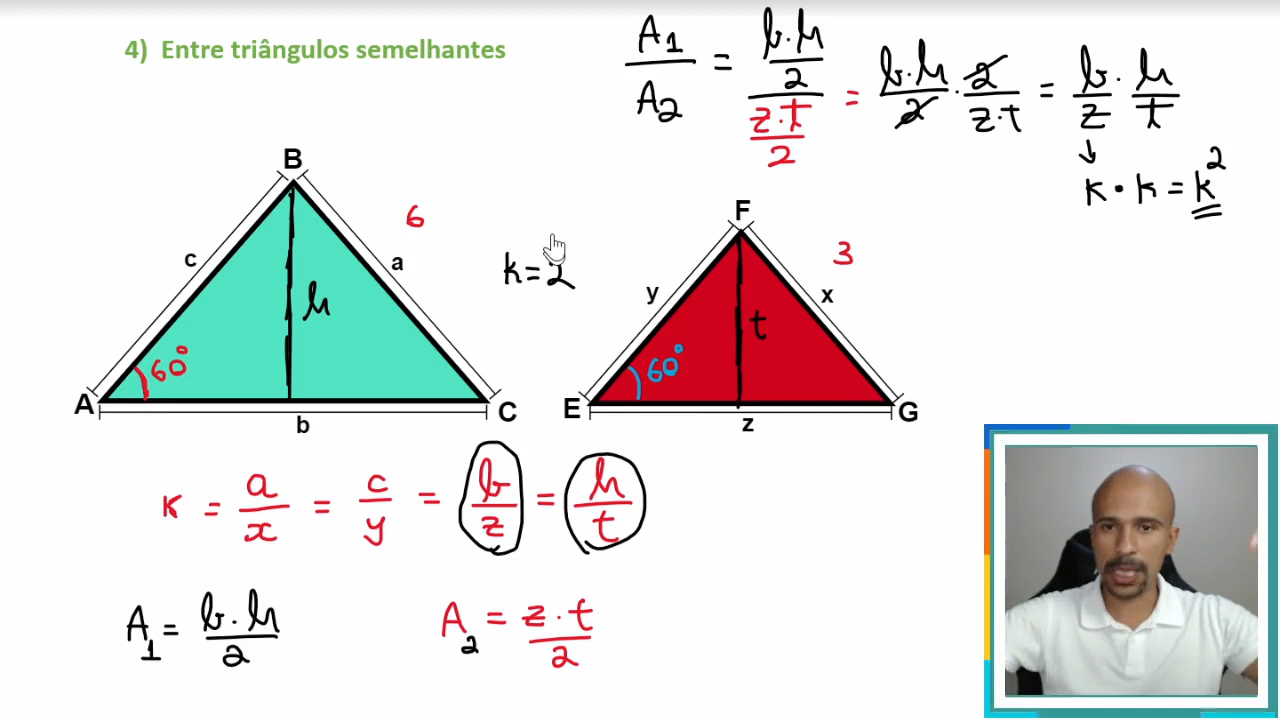 4) Entre triângulos semelhantes
A1/A2 = (b·h/2)/(z·t/2) = b·h/2 · 2/z·t = b/z · h/t
k · k = k²
B
6
c
a
h
60°
A
C
b
k=2
F
3
y
x
t
60°
E
G
z
k = a/x = c/y = b/z = h/t
A1 = b·h/2
A2 = z·t/2